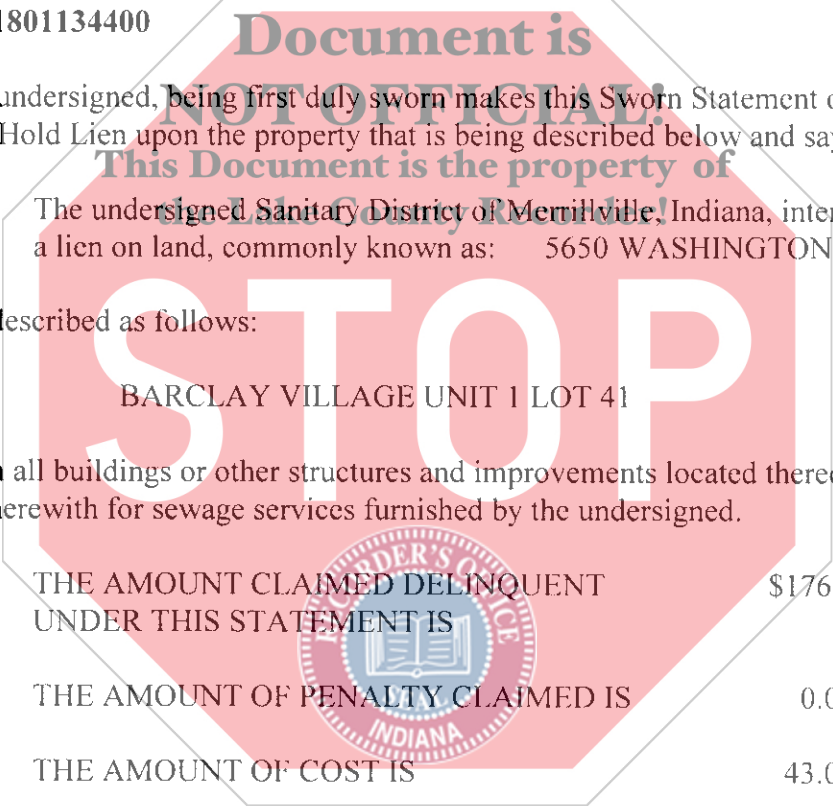 1801134400
Document is
NOT OFFICIAL!
undersigned, being first duly sworn makes this Sworn Statement
Hold Lien upon the property that is being described below and
This Document is the property of
the Lake County Recorder!
The undersigned Sanitary District of Merrillville, Indiana,
a lien on land, commonly known as: 5650 WASHINGTON
described as follows:
STOP
BARCLAY VILLAGE UNIT 1 LOT 41
all buildings or other structures and improvements located
herewith for sewage services furnished by the undersigned.
RECORDER'S OFFICE
THE AMOUNT CLAIMED DELINQUENT $176
UNDER THIS STATEMENT IS
SEAL
THE AMOUNT OF PENALTY CLAIMED IS 0.0
INDIANA
THE AMOUNT OF COST IS 43.0